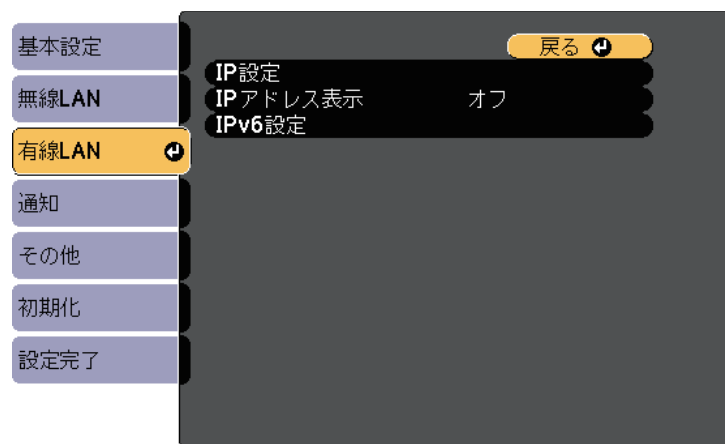 基本設定
無線LAN
有線LAN
通知
その他
初期化
設定完了
戻る
IP設定
IPアドレス表示 オフ
IPv6設定